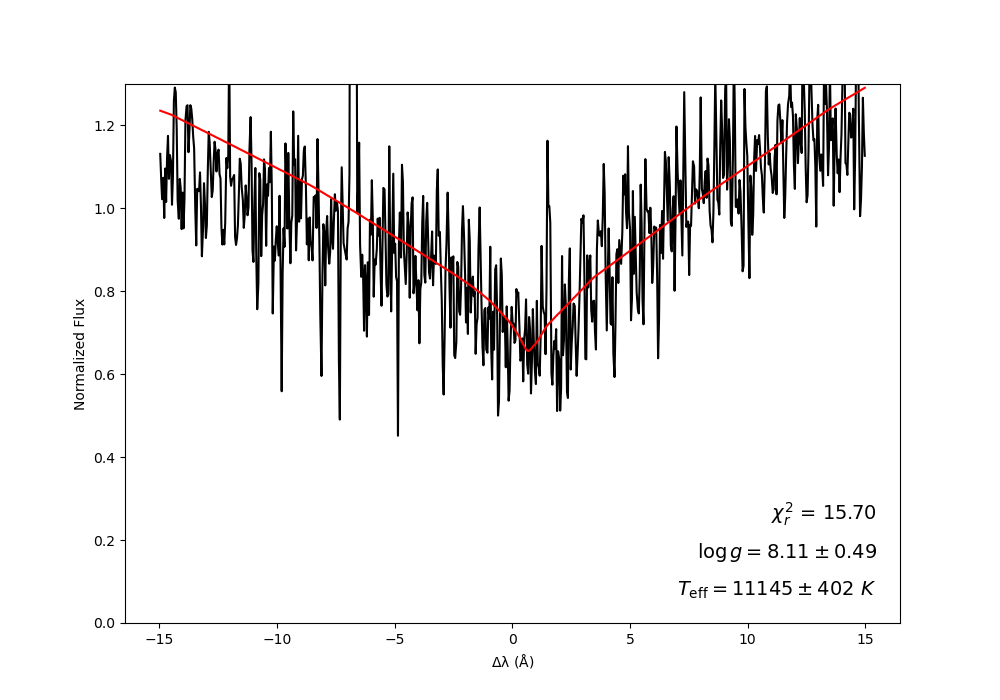 1.2
1.0
0.8
0.6
0.4
0.2
0.0
Normalized Flux
χ²ᵣ = 15.70
log g = 8.11 ± 0.49
T_eff = 11145 ± 402 K
−15 −10 −5 0 5 10 15
Δλ (Å)